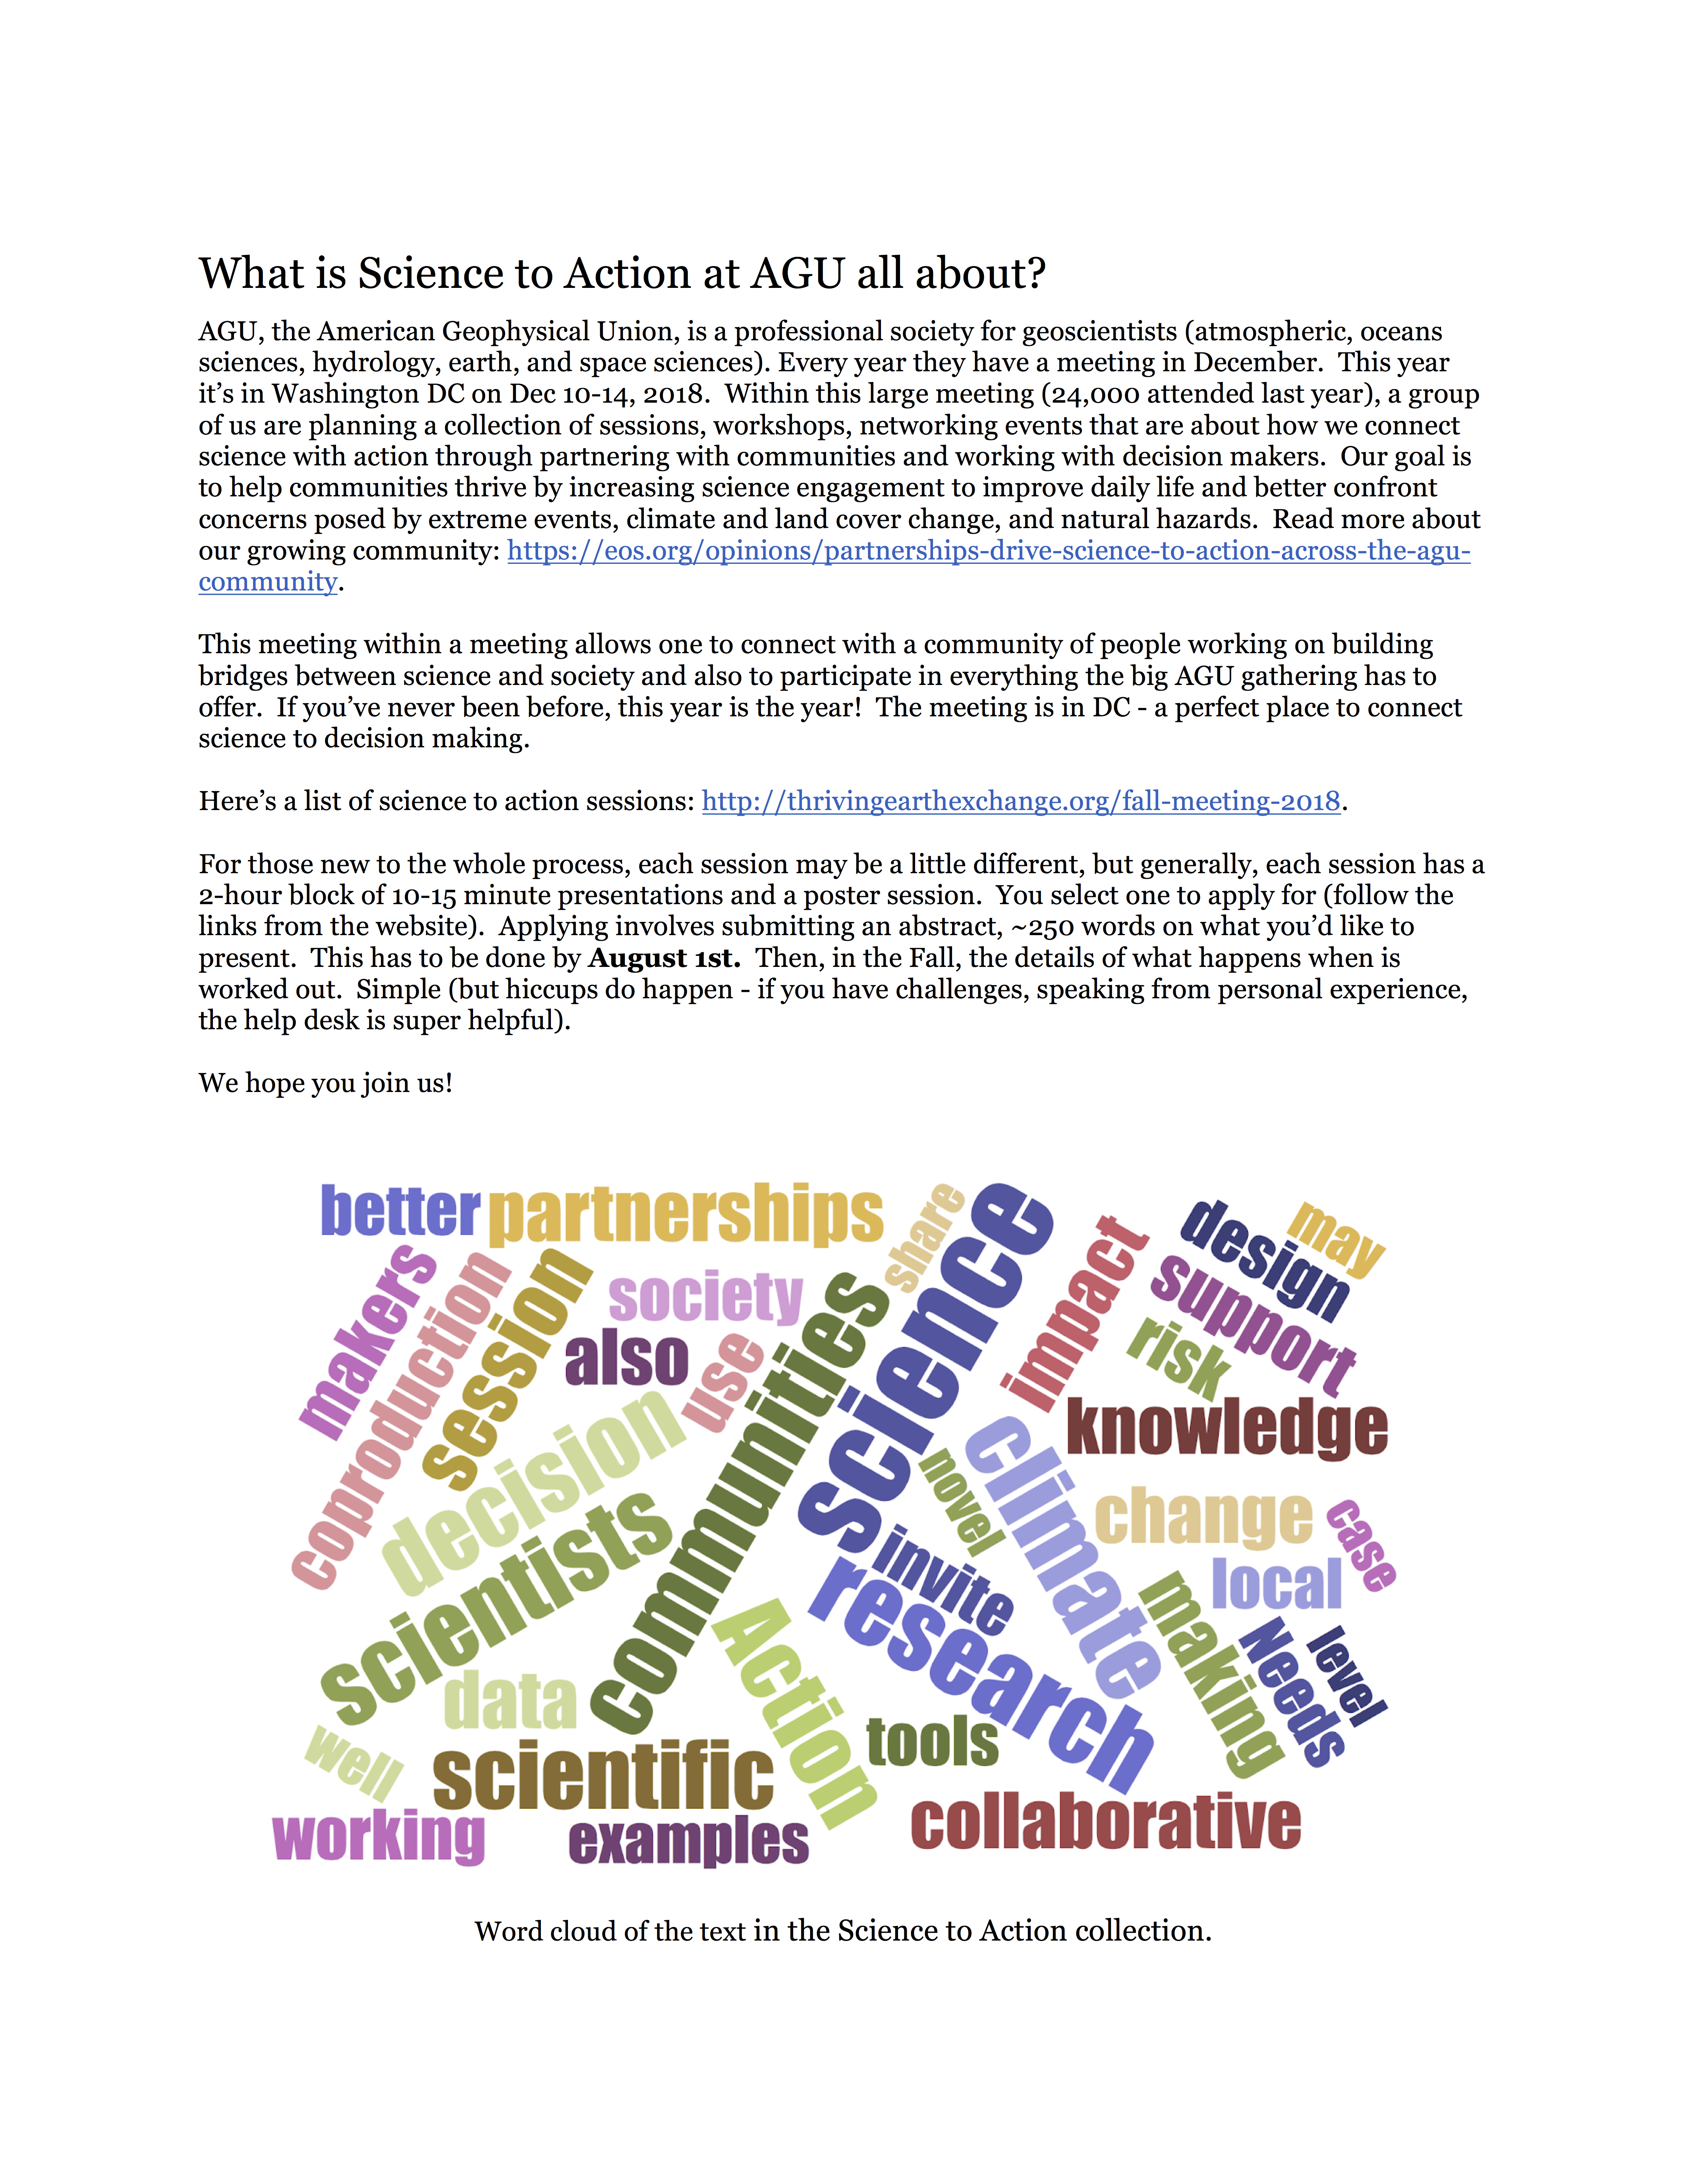 What is Science to Action at AGU all about?
AGU, the American Geophysical Union, is a professional society for geoscientists (atmospheric, oceans
sciences, hydrology, earth, and space sciences). Every year they have a meeting in December.  This year
it’s in Washington DC on Dec 10-14, 2018.  Within this large meeting (24,000 attended last year), a group
of us are planning a collection of sessions, workshops, networking events that are about how we connect
science with action through partnering with communities and working with decision makers.  Our goal is
to help communities thrive by increasing science engagement to improve daily life and better confront
concerns posed by extreme events, climate and land cover change, and natural hazards.  Read more about
our growing community: https://eos.org/opinions/partnerships-drive-science-to-action-across-the-agu-
community.
This meeting within a meeting allows one to connect with a community of people working on building
bridges between science and society and also to participate in everything the big AGU gathering has to
offer.  If you’ve never been before, this year is the year!  The meeting is in DC - a perfect place to connect
science to decision making.
Here’s a list of science to action sessions: http://thrivingearthexchange.org/fall-meeting-2018.
For those new to the whole process, each session may be a little different, but generally, each session has a
2-hour block of 10-15 minute presentations and a poster session.  You select one to apply for (follow the
links from the website).  Applying involves submitting an abstract, ~250 words on what you’d like to
present.  This has to be done by August 1st.  Then, in the Fall, the details of what happens when is
worked out.  Simple (but hiccups do happen - if you have challenges, speaking from personal experience,
the help desk is super helpful).
We hope you join us!
better
partnerships
share
science
impact
design
may
support
makers
coproduction
session
society
also
use
communities
risk
knowledge
decision
scientists
novel
climate
change
case
local
invite
research
making
Needs
level
Action
data
well
scientific
tools
working
examples
collaborative
Word cloud of the text in the Science to Action collection.